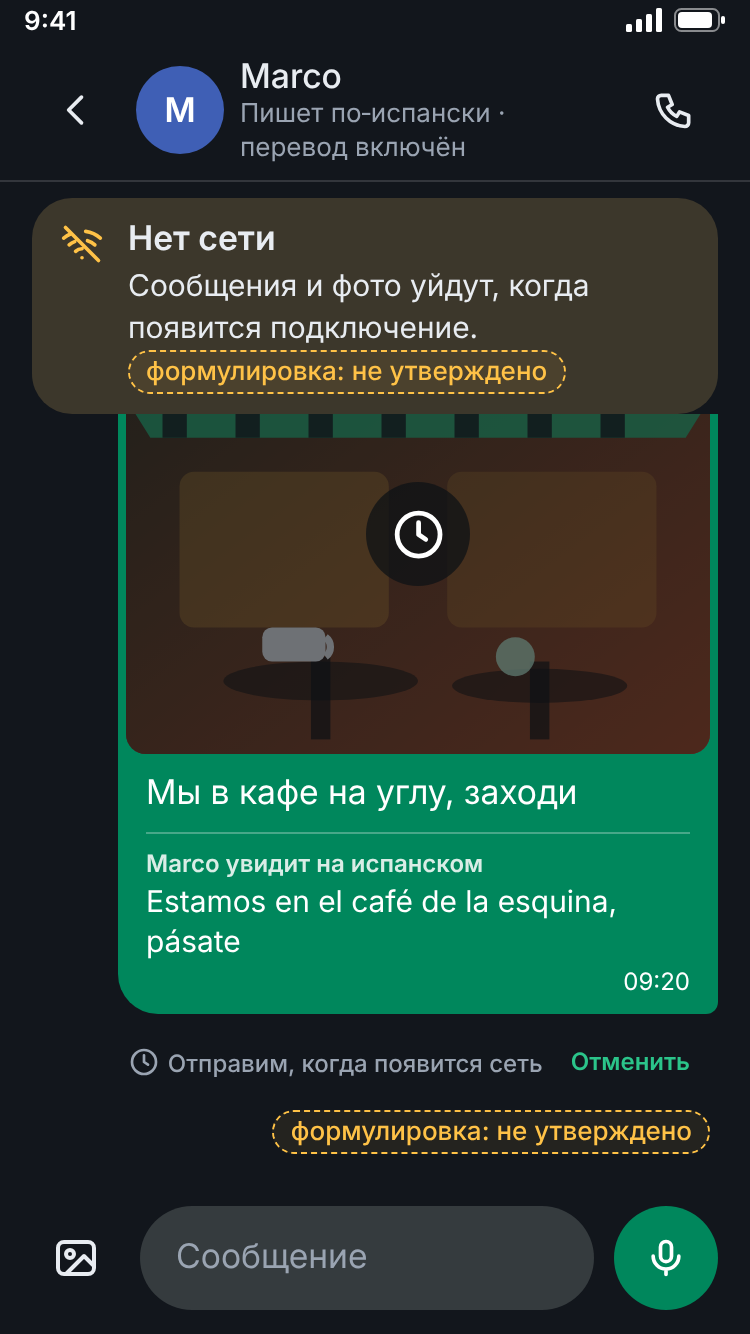 9:41
Marco
M
Пишет по-испански ·
перевод включён
Нет сети
Сообщения и фото уйдут, когда
появится подключение.
формулировка: не утверждено
Мы в кафе на углу, заходи
Marco увидит на испанском
Estamos en el café de la esquina,
pásate
09:20
Отправим, когда появится сеть Отменить
формулировка: не утверждено
Сообщение